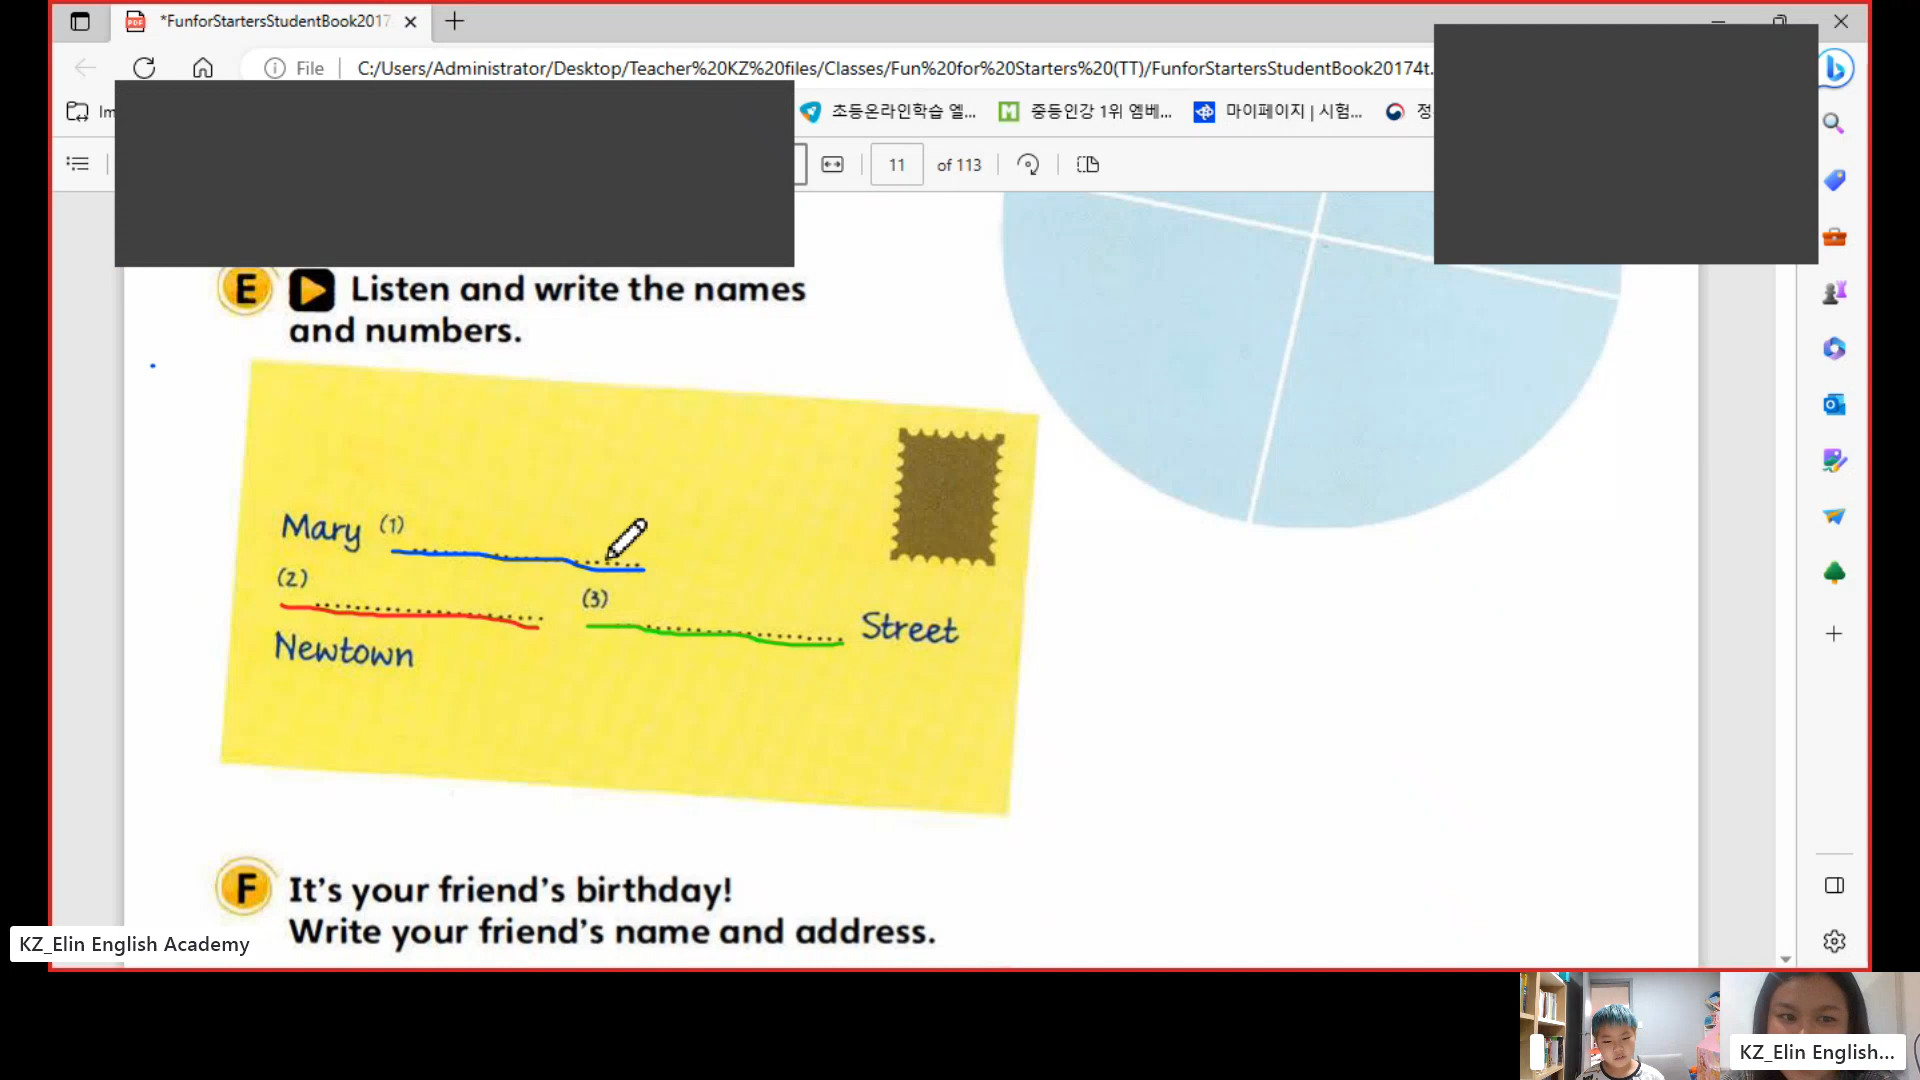 *FunforStartersStudentBook2017
File
C:/Users/Administrator/Desktop/Teacher%20KZ%20files/Classes/Fun%20for%20Starters%20(TT)/FunforStartersStudentBook20174t.
초등온라인학습 엘...
중등인강 1위 엠베...
마이페이지 | 시험...
정
11 of 113
E Listen and write the names
and numbers.
Mary (1)
(2)
(3)
Street
Newtown
F It's your friend's birthday!
Write your friend's name and address.
KZ_Elin English Academy
KZ_Elin English...